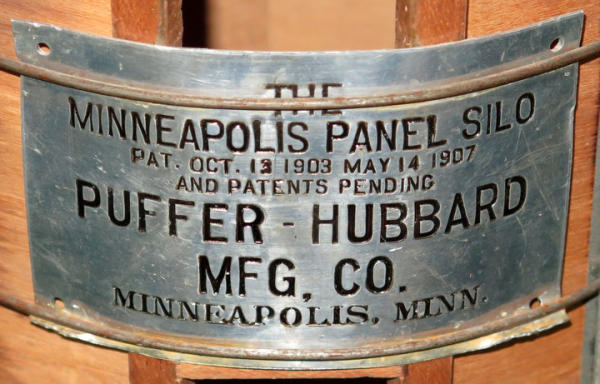 THE
MINNEAPOLIS PANEL SILO
PAT. OCT. 13 1903 MAY 14 1907
AND PATENTS PENDING
PUFFER - HUBBARD
MFG. CO.
MINNEAPOLIS, MINN.